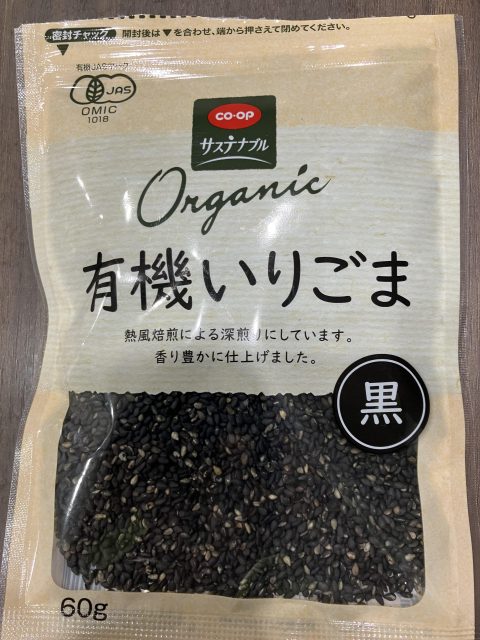 密封チャック
開封後は▼を合わせ、端から押さえて閉めてください。
有機JASマーク
JAS
OMIC
1018
CO·OP
サステナブル
Organic
有機いりごま
熱風焙煎による深煎りにしています。
香り豊かに仕上げました。
黒
60g